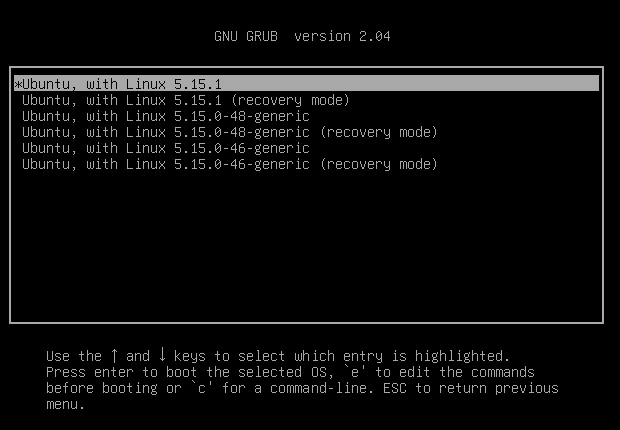 GNU GRUB  version 2.04
*Ubuntu, with Linux 5.15.1
Ubuntu, with Linux 5.15.1 (recovery mode)
Ubuntu, with Linux 5.15.0-48-generic
Ubuntu, with Linux 5.15.0-48-generic (recovery mode)
Ubuntu, with Linux 5.15.0-46-generic
Ubuntu, with Linux 5.15.0-46-generic (recovery mode)
Use the ↑ and ↓ keys to select which entry is highlighted.
Press enter to boot the selected OS, `e' to edit the commands
before booting or `c' for a command-line. ESC to return previous
menu.